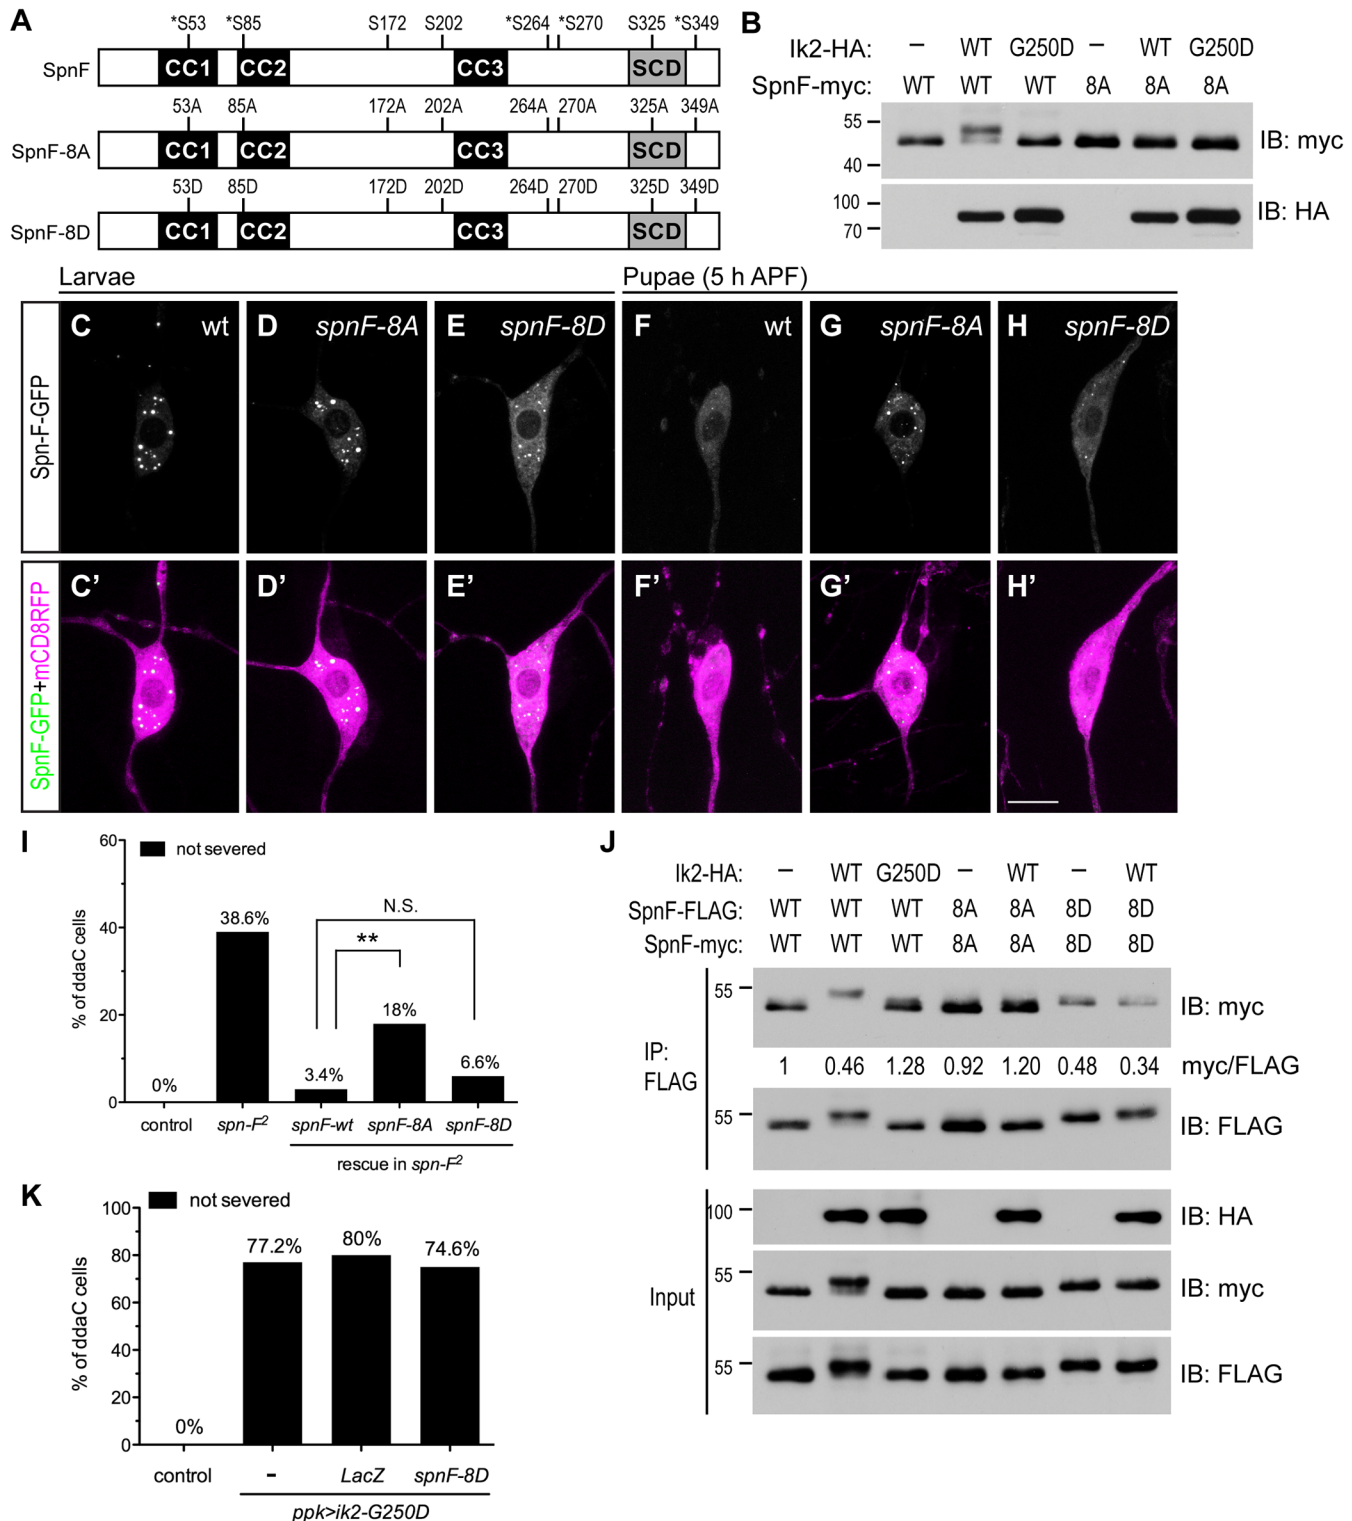 A
*S53 *S85 S172 S202 *S264 *S270 S325 *S349
SpnF CC1 CC2 CC3 SCD
53A 85A 172A 202A 264A 270A 325A 349A
SpnF-8A CC1 CC2 CC3 SCD
53D 85D 172D 202D 264D 270D 325D 349D
SpnF-8D CC1 CC2 CC3 SCD
B
Ik2-HA: – WT G250D – WT G250D
SpnF-myc: WT WT WT 8A 8A 8A
55
40
IB: myc
100
70
IB: HA
Larvae
Pupae (5 h APF)
Spn-F-GFP
C wt
D spnF-8A
E spnF-8D
F wt
G spnF-8A
H spnF-8D
SpnF-GFP+mCD8RFP
C’
D’
E’
F’
G’
H’
I
not severed
% of ddaC cells
60
40
20
0
0%
38.6%
3.4%
18%
6.6%
N.S.
**
control spn-F2 spnF-wt spnF-8A spnF-8D
rescue in spn-F2
J
Ik2-HA: – WT G250D – WT – WT
SpnF-FLAG: WT WT WT 8A 8A 8D 8D
SpnF-myc: WT WT WT 8A 8A 8D 8D
IP:
FLAG
55
IB: myc
1 0.46 1.28 0.92 1.20 0.48 0.34 myc/FLAG
55
IB: FLAG
Input
100
IB: HA
55
IB: myc
55
IB: FLAG
K
not severed
% of ddaC cells
100
80
60
40
20
0
0%
77.2%
80%
74.6%
control – LacZ spnF-8D
ppk>ik2-G250D